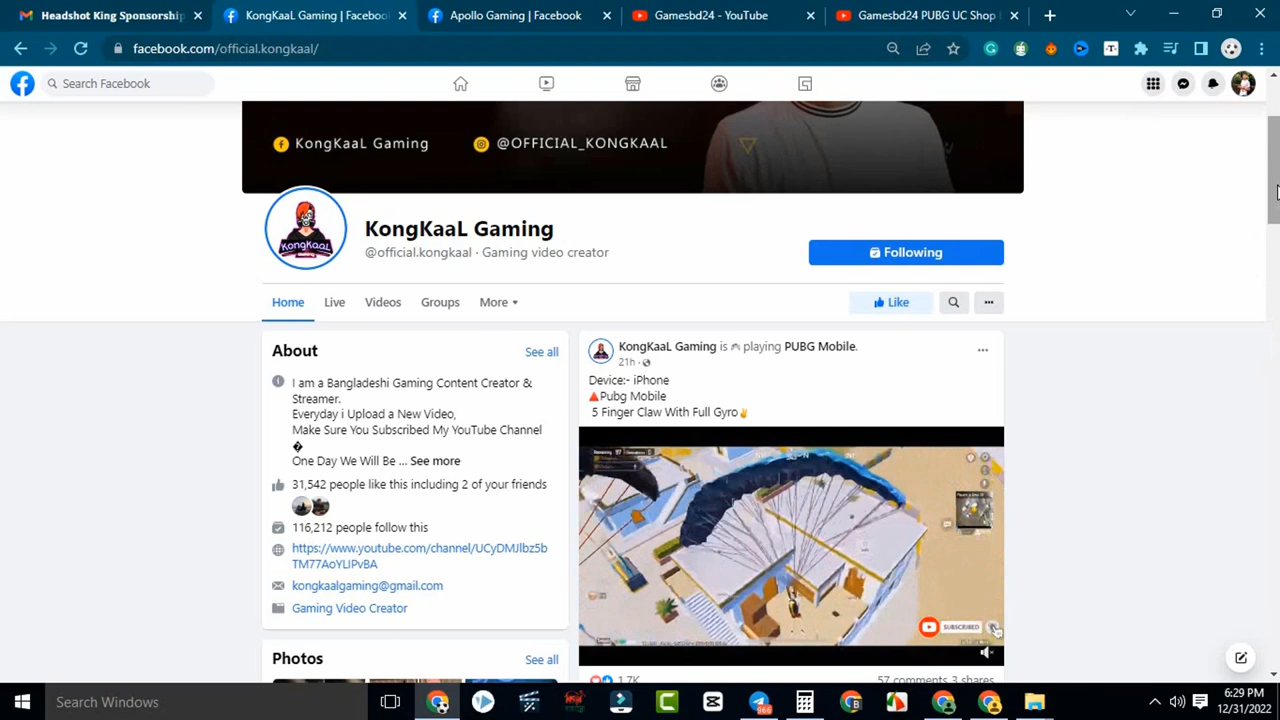 Headshot King Sponsorship
KongKaaL Gaming | Facebook
Apollo Gaming | Facebook
Gamesbd24 - YouTube
Gamesbd24 PUBG UC Shop
facebook.com/official.kongkaal/
Search Facebook
KongKaaL Gaming
@OFFICIAL_KONGKAAL
KongKaaL
KongKaaL Gaming
@official.kongkaal · Gaming video creator
Following
Home
Live
Videos
Groups
More
Like
About
See all
I am a Bangladeshi Gaming Content Creator &
Streamer.
Everyday i Upload a New Video,
Make Sure You Subscribed My YouTube Channel
One Day We Will Be ... See more
31,542 people like this including 2 of your friends
116,212 people follow this
https://www.youtube.com/channel/UCyDMJlbz5b
TM77AoYLIPvBA
kongkaalgaming@gmail.com
Gaming Video Creator
Photos
See all
KongKaaL Gaming is playing PUBG Mobile.
21h
Device:- iPhone
🔺Pubg Mobile
5 Finger Claw With Full Gyro✌
SUBSCRIBED
1.7K
57 comments 3 shares
Search Windows
966
6:29 PM
12/31/2022